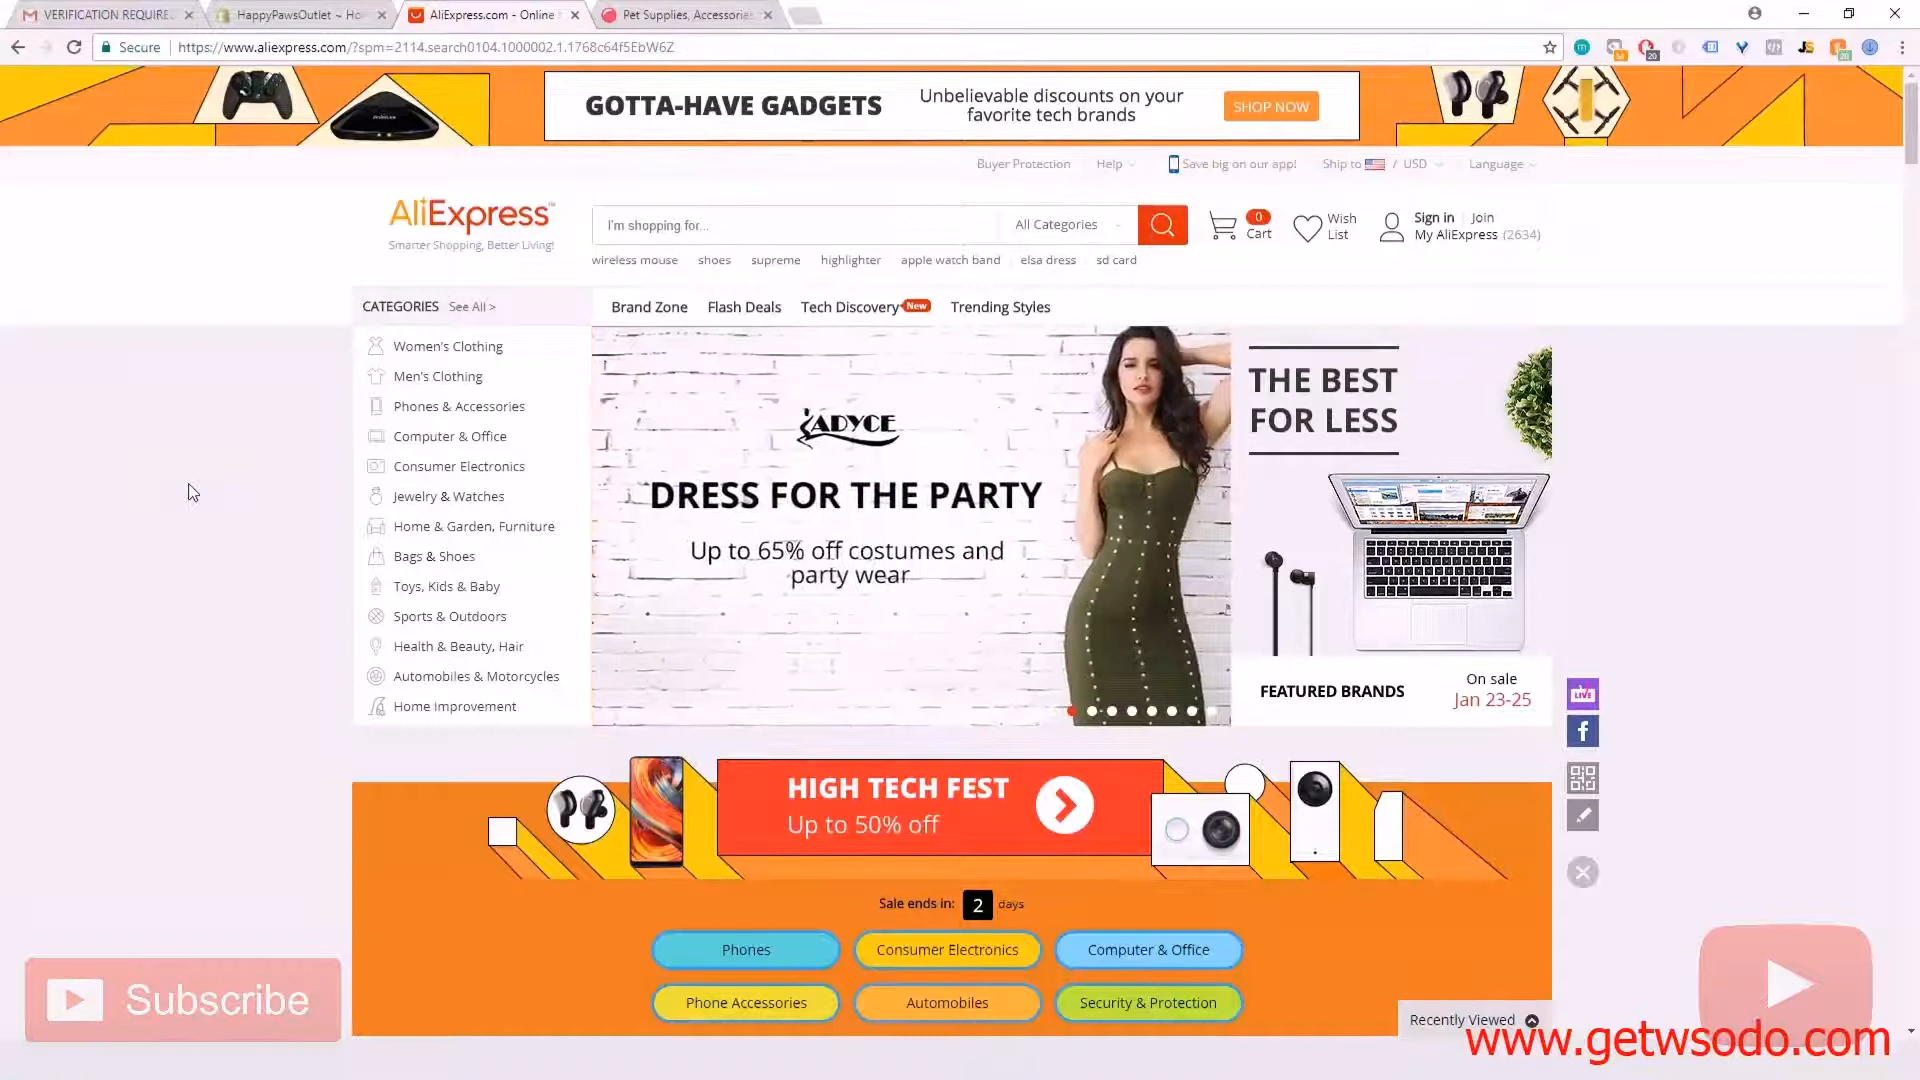 VERIFICATION REQUIRE
HappyPawsOutlet ~ Ho
AliExpress.com - Online
Pet Supplies, Accessories
Secure
https://www.aliexpress.com/?spm=2114.search0104.1000002.1.1768c64f5EbW6Z
GOTTA-HAVE GADGETS
Unbelievable discounts on your
favorite tech brands
SHOP NOW
Buyer Protection
Help
Save big on our app!
Ship to / USD
Language
AliExpress™
Smarter Shopping, Better Living!
I'm shopping for...
All Categories
0
Cart
Wish
List
Sign in
Join
My AliExpress (2634)
wireless mouse
shoes
supreme
highlighter
apple watch band
elsa dress
sd card
CATEGORIES
See All >
Brand Zone
Flash Deals
Tech Discovery
New
Trending Styles
Women's Clothing
Men's Clothing
Phones & Accessories
Computer & Office
Consumer Electronics
Jewelry & Watches
Home & Garden, Furniture
Bags & Shoes
Toys, Kids & Baby
Sports & Outdoors
Health & Beauty, Hair
Automobiles & Motorcycles
Home Improvement
ADYCE
DRESS FOR THE PARTY
Up to 65% off costumes and
party wear
THE BEST
FOR LESS
FEATURED BRANDS
On sale
Jan 23-25
LIVE
HIGH TECH FEST
Up to 50% off
Sale ends in: 2 days
Phones
Consumer Electronics
Computer & Office
Phone Accessories
Automobiles
Security & Protection
Recently Viewed
Subscribe
www.getwsodo.com